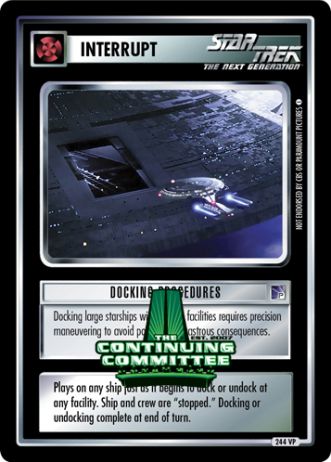 INTERRUPT
STAR TREK
THE NEXT GENERATION
NOT ENDORSED BY CBS OR PARAMOUNT PICTURES
DOCKING PROCEDURES
Docking large starships facilities requires precision
maneuvering to avoid consequences.
THE
EST. 2007
CONTINUING
COMMITTEE
Plays on any ship just as it begins to dock or undock at
any facility. Ship and crew are "stopped." Docking or
undocking complete at end of turn.
244 VP
P